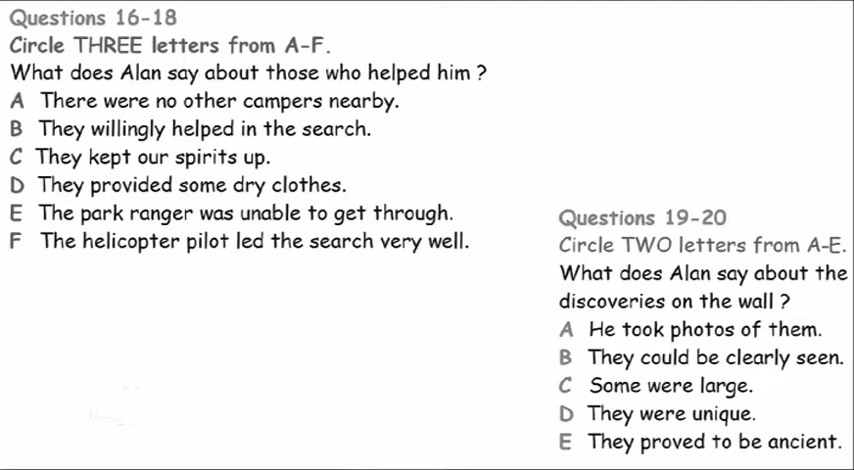 Questions 16-18
Circle THREE letters from A-F.
What does Alan say about those who helped him ?
A There were no other campers nearby.
B They willingly helped in the search.
C They kept our spirits up.
D They provided some dry clothes.
E The park ranger was unable to get through.
F The helicopter pilot led the search very well.
Questions 19-20
Circle TWO letters from A-E.
What does Alan say about the
discoveries on the wall ?
A He took photos of them.
B They could be clearly seen.
C Some were large.
D They were unique.
E They proved to be ancient.